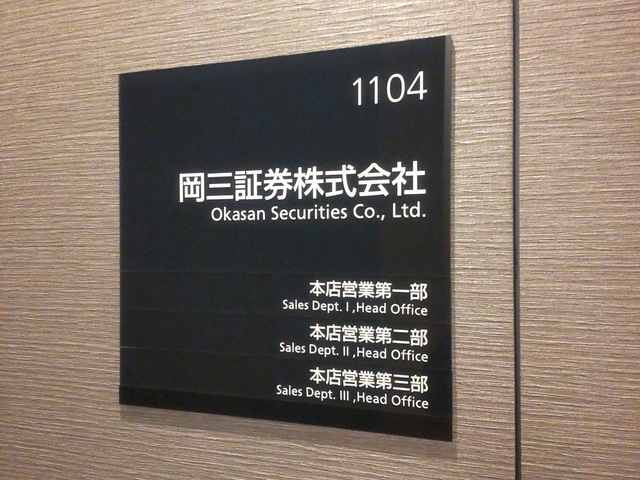 1104
岡三証券株式会社
Okasan Securities Co., Ltd.
本店営業第一部
Sales Dept. I ,Head Office
本店営業第二部
Sales Dept. II ,Head Office
本店営業第三部
Sales Dept. III ,Head Office